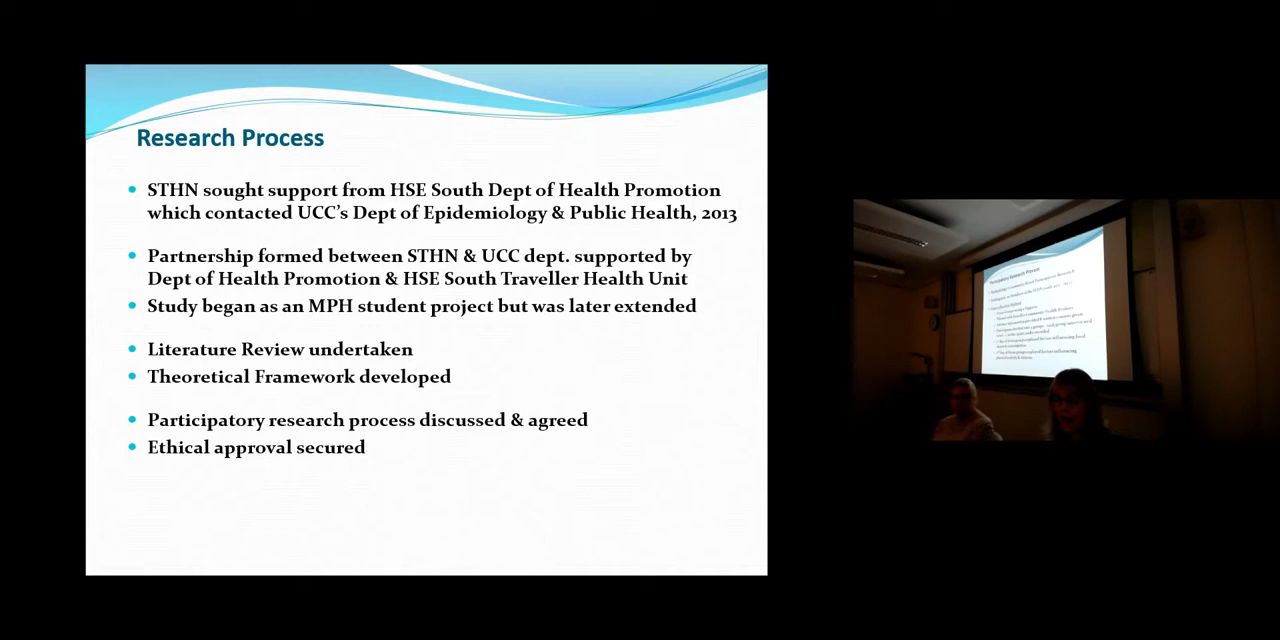 Research Process
STHN sought support from HSE South Dept of Health Promotion
which contacted UCC's Dept of Epidemiology & Public Health, 2013
Partnership formed between STHN & UCC dept. supported by
Dept of Health Promotion & HSE South Traveller Health Unit
Study began as an MPH student project but was later extended
Literature Review undertaken
Theoretical Framework developed
Participatory research process discussed & agreed
Ethical approval secured
Participatory Research Process